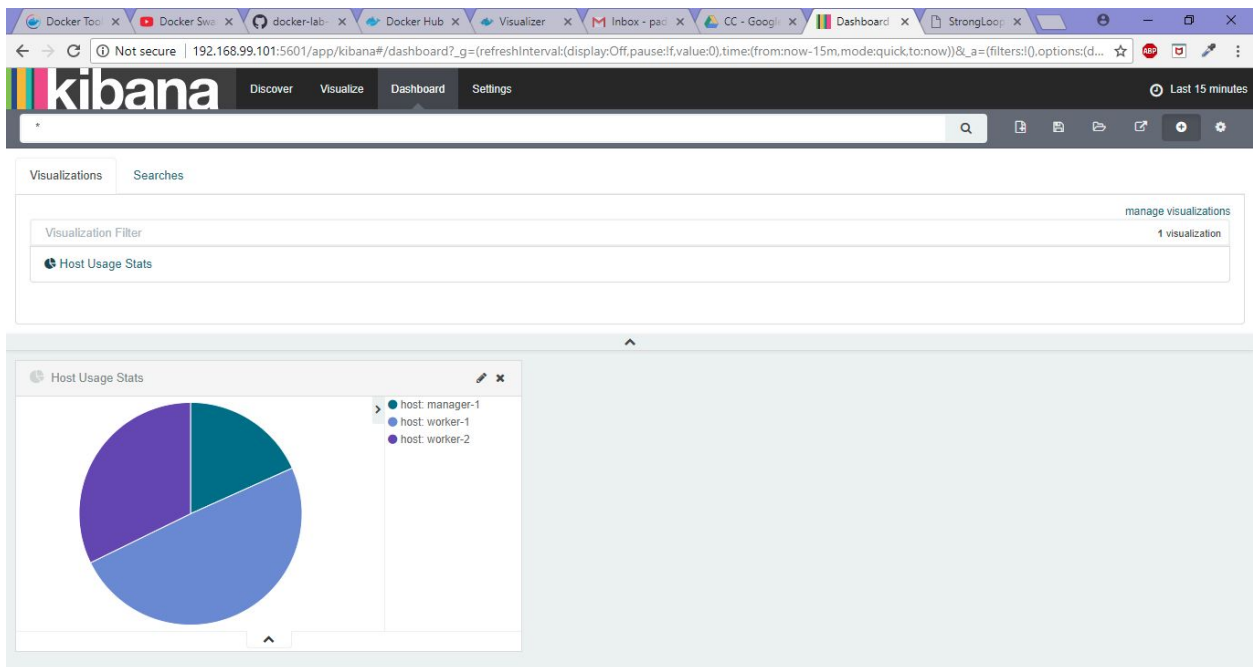 Docker Tool Docker Swa docker-lab- Docker Hub Visualizer Inbox - pad CC - Googl Dashboard StrongLoop
Not secure | 192.168.99.101:5601/app/kibana#/dashboard?_g=(refreshInterval:(display:Off,pause:!f,value:0),time:(from:now-15m,mode:quick,to:now))&_a=(filters:!(),options:(d...
ABP
kibana Discover Visualize Dashboard Settings Last 15 minutes
*
Visualizations Searches
manage visualizations
Visualization Filter 1 visualization
Host Usage Stats
Host Usage Stats
host: manager-1
host: worker-1
host: worker-2